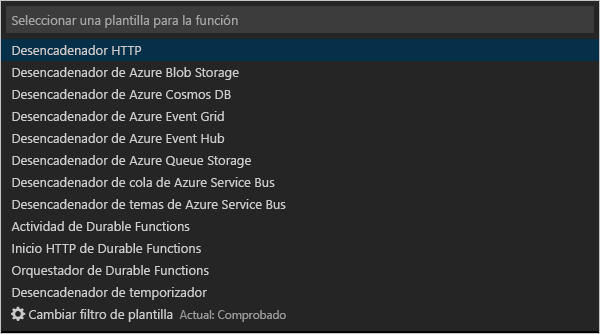 Seleccionar una plantilla para la función
Desencadenador HTTP
Desencadenador de Azure Blob Storage
Desencadenador de Azure Cosmos DB
Desencadenador de Azure Event Grid
Desencadenador de Azure Event Hub
Desencadenador de Azure Queue Storage
Desencadenador de cola de Azure Service Bus
Desencadenador de temas de Azure Service Bus
Actividad de Durable Functions
Inicio HTTP de Durable Functions
Orquestador de Durable Functions
Desencadenador de temporizador
Cambiar filtro de plantilla Actual: Comprobado